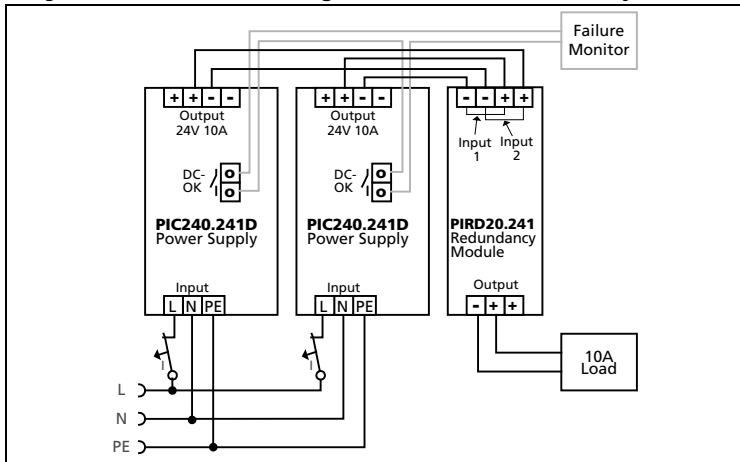 Failure
Monitor
+ + - -
Output
24V 10A
DC-
OK
PIC240.241D
Power Supply
Input
L N PE
+ + - -
Output
24V 10A
DC-
OK
PIC240.241D
Power Supply
Input
L N PE
- - + +
Input
1
Input
2
PIRD20.241
Redundancy
Module
Output
- + +
10A
Load
I
I
L
N
PE